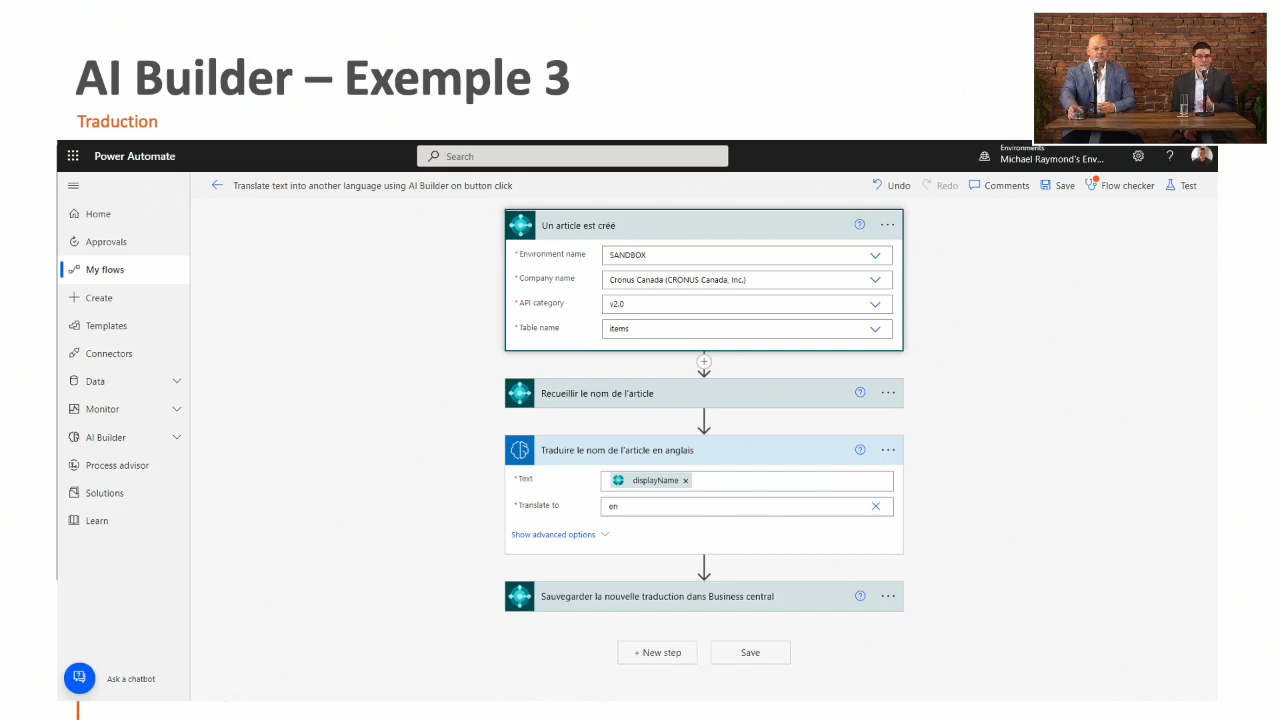 AI Builder – Exemple 3
Traduction
Power Automate
Search
Environments
Michael Raymond's Env...
Translate text into another language using AI Builder on button click
Undo
Redo
Comments
Save
Flow checker
Test
Home
Approvals
My flows
Create
Templates
Connectors
Data
Monitor
AI Builder
Process advisor
Solutions
Learn
Ask a chatbot
Un article est créé
* Environment name
SANDBOX
* Company name
Cronus Canada (CRONUS Canada, Inc.)
* API category
v2.0
* Table name
items
Recueillir le nom de l'article
Traduire le nom de l'article en anglais
* Text
displayName ×
* Translate to
en
Show advanced options
Sauvegarder la nouvelle traduction dans Business central
+ New step
Save